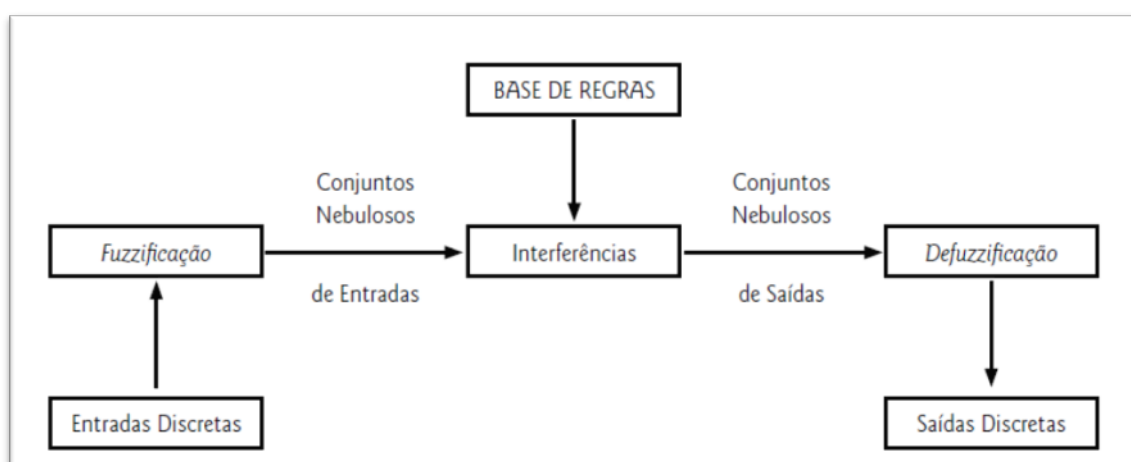 BASE DE REGRAS
Conjuntos
Nebulosos
Conjuntos
Nebulosos
Fuzzificação
Interferências
Defuzzificação
de Entradas
de Saídas
Entradas Discretas
Saídas Discretas